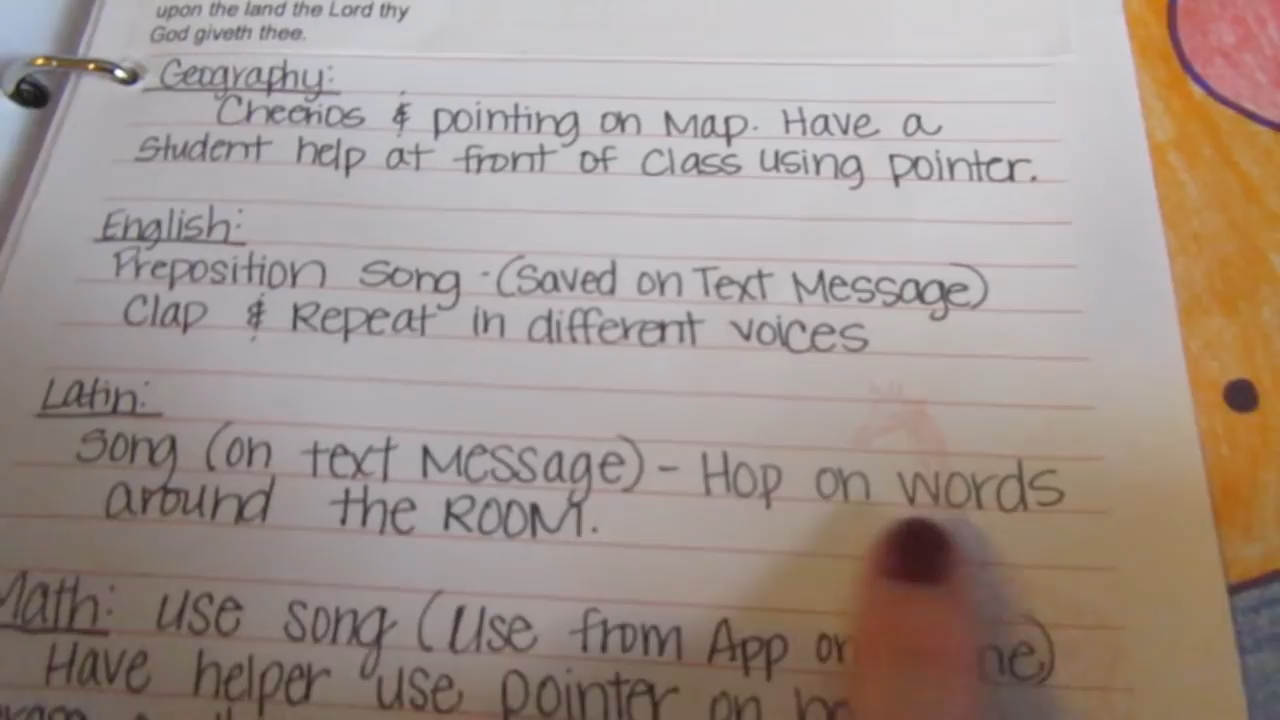 upon the land the Lord thy
God giveth thee.
Geography:
Cheerios & pointing on Map. Have a
student help at front of class using pointer.
English:
Preposition song - (Saved on Text Message)
Clap & Repeat in different voices
Latin:
song (on text Message) - Hop on words
around the ROOM.
Math: use song (Use from App or
Have helper use pointer on